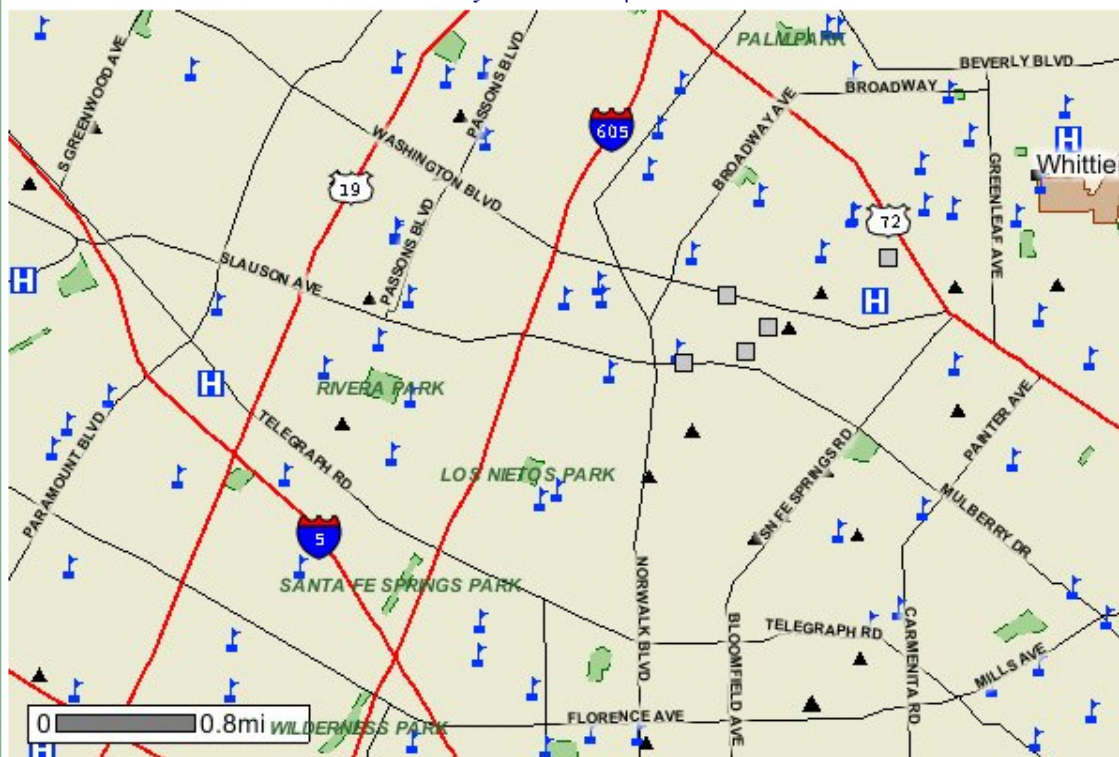 PALM PARK
BEVERLY BLVD
BROADWAY
S GREENWOOD AVE
PASSONS BLVD
605
WASHINGTON BLVD
BROADWAY AVE
GREENLEAF AVE
H
Whittie
19
72
PASSONS BLVD
SLAUSON AVE
H
H
H
RIVERA PARK
TELEGRAPH RD
PARAMOUNT BLVD
LOS NIETOS PARK
PAINTER AVE
SN FE SPRINGS RD
MULBERRY DR
5
SANTA FE SPRINGS PARK
NORWALK BLVD
BLOOMFIELD AVE
TELEGRAPH RD
CARMENITA RD
MILLS AVE
0 0.8mi
WILDERNESS PARK
FLORENCE AVE
H